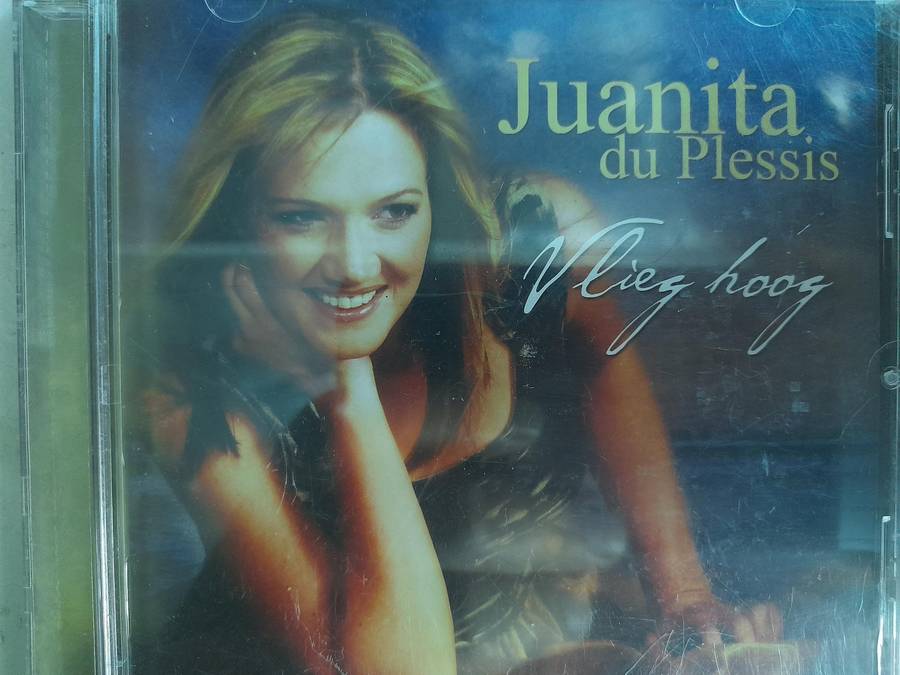 Juanita
du Plessis
Vlieg hoog